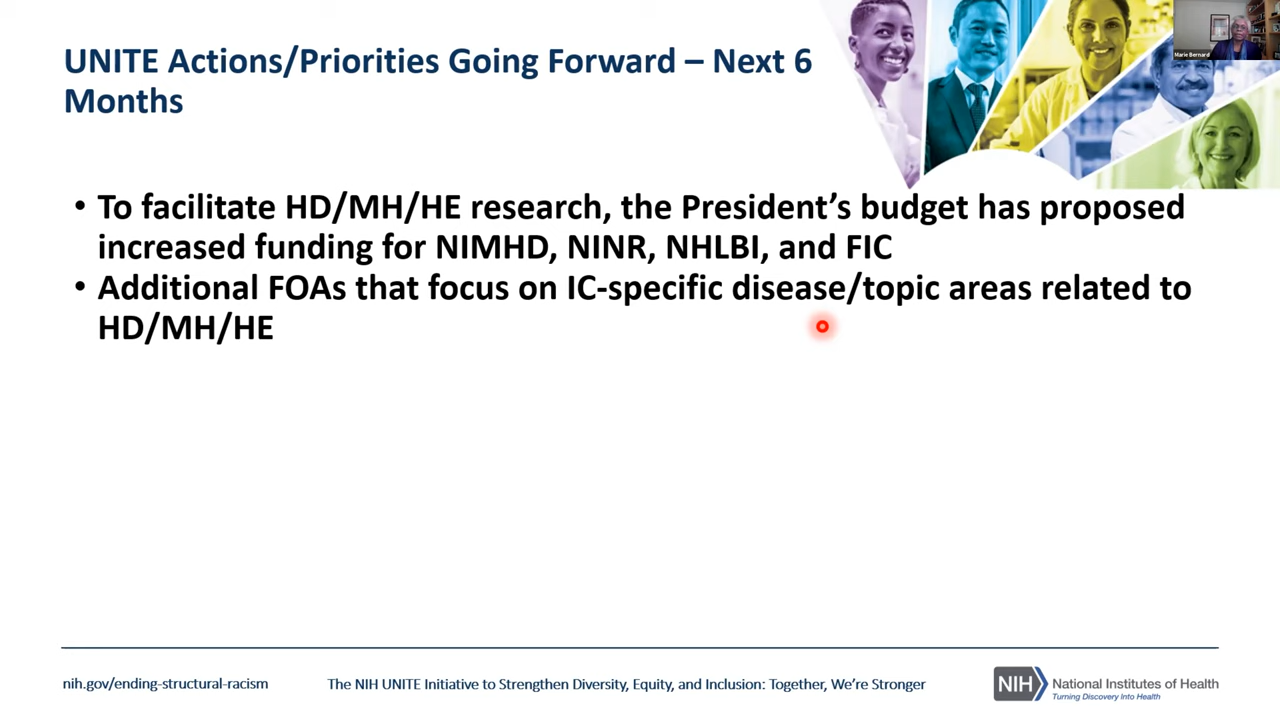 UNITE Actions/Priorities Going Forward – Next 6
Months
Marie Bernard
• To facilitate HD/MH/HE research, the President’s budget has proposed
increased funding for NIMHD, NINR, NHLBI, and FIC
• Additional FOAs that focus on IC-specific disease/topic areas related to
HD/MH/HE
nih.gov/ending-structural-racism
The NIH UNITE Initiative to Strengthen Diversity, Equity, and Inclusion: Together, We’re Stronger
NIH National Institutes of Health
Turning Discovery Into Health